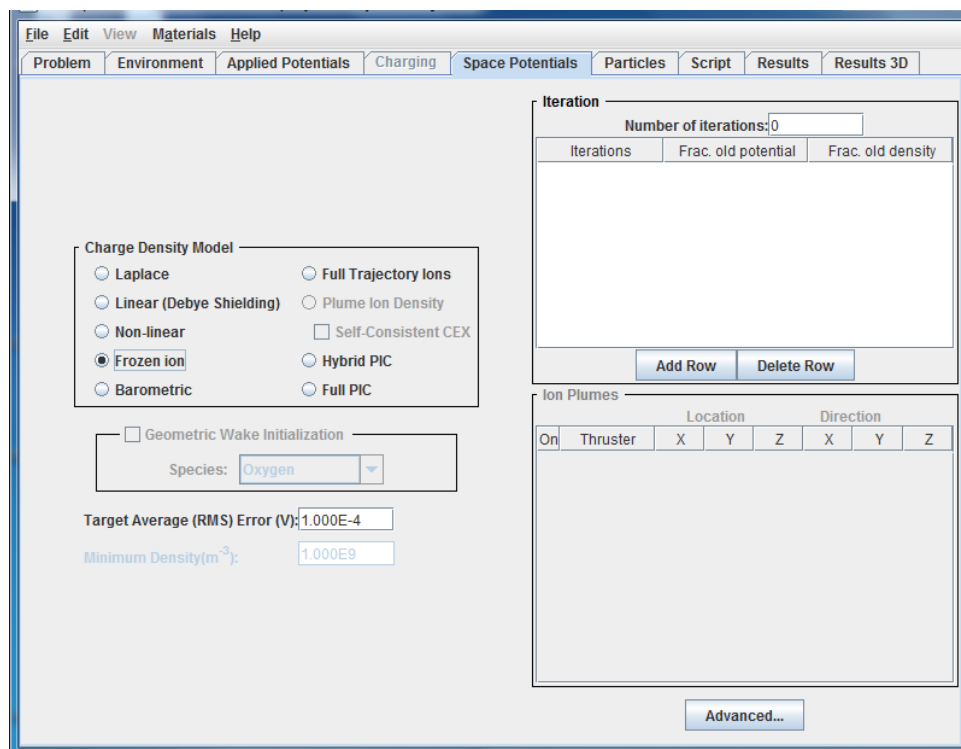 File Edit View Materials Help
Problem Environment Applied Potentials Charging Space Potentials Particles Script Results Results 3D
Iteration
Number of iterations: 0
Iterations Frac. old potential Frac. old density
Add Row Delete Row
Charge Density Model
Laplace Full Trajectory Ions
Linear (Debye Shielding) Plume Ion Density
Non-linear Self-Consistent CEX
Frozen ion Hybrid PIC
Barometric Full PIC
Geometric Wake Initialization
Species: Oxygen
Target Average (RMS) Error (V): 1.000E-4
Minimum Density(m⁻³): 1.000E9
Ion Plumes
Location Direction
On Thruster X Y Z X Y Z
Advanced...